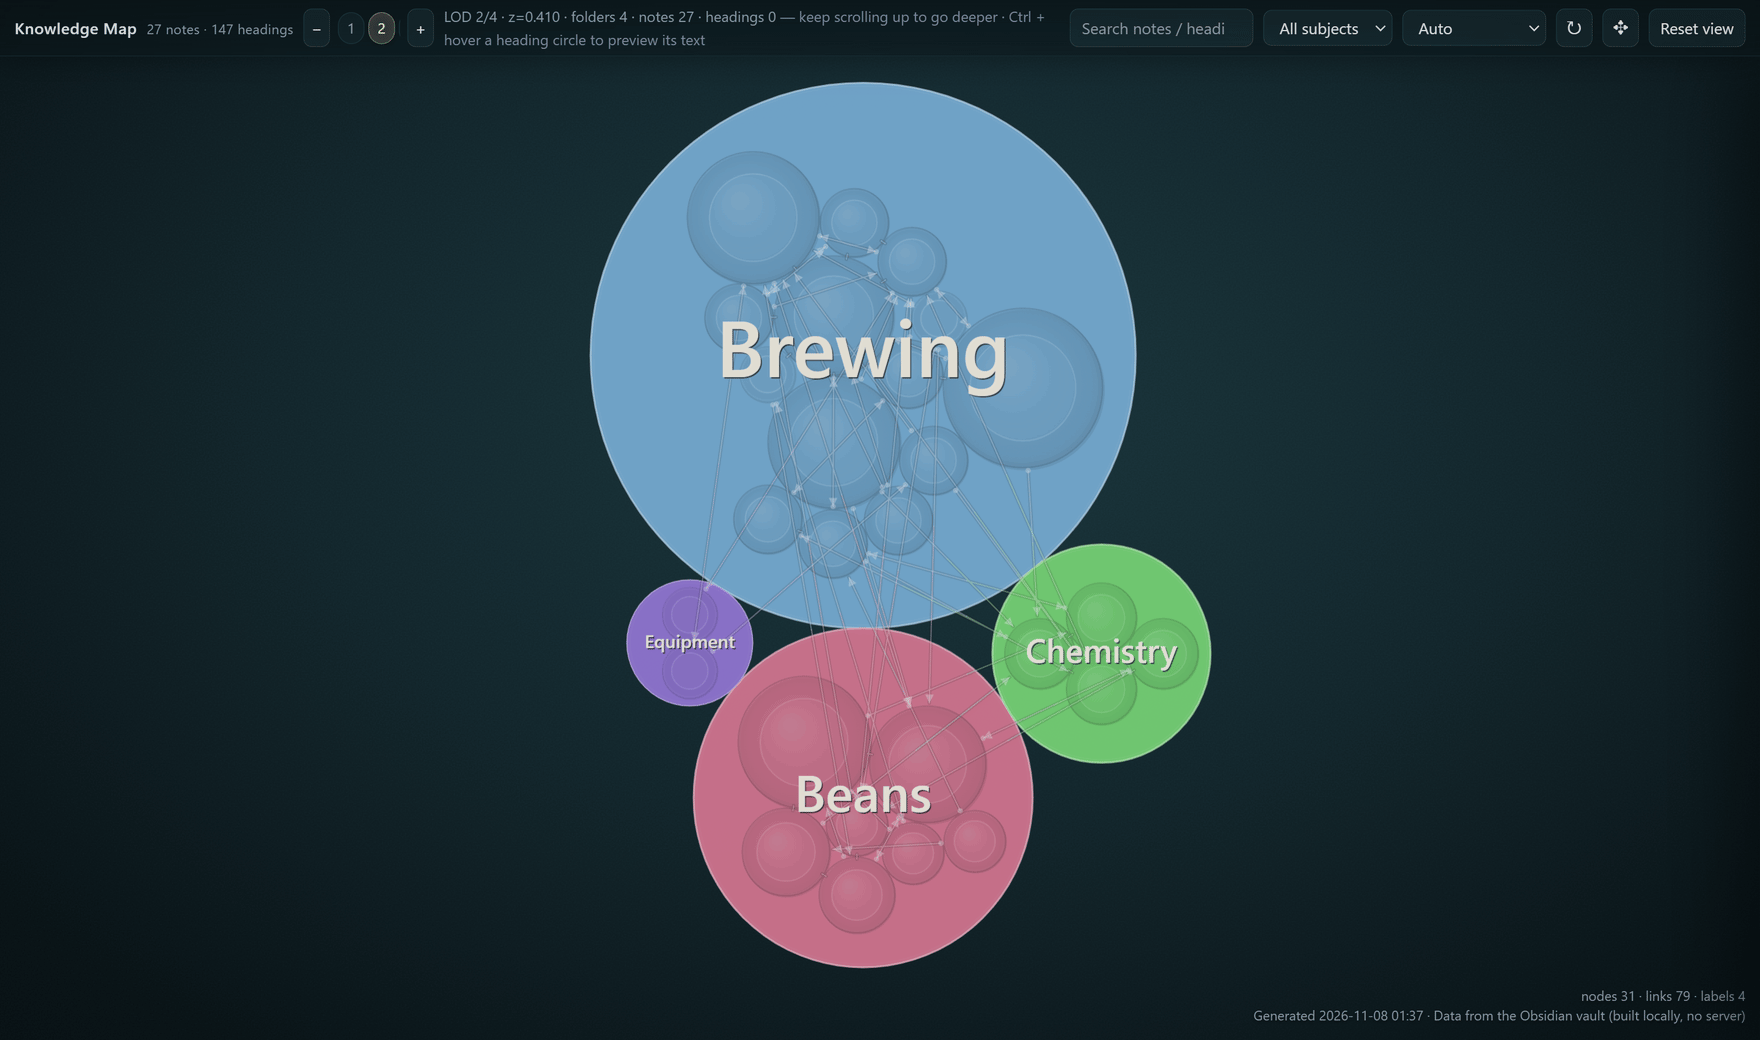 Knowledge Map 27 notes · 147 headings − 1 2 +
LOD 2/4 · z=0.410 · folders 4 · notes 27 · headings 0 — keep scrolling up to go deeper · Ctrl +
hover a heading circle to preview its text
Search notes / headi
All subjects
Auto
Reset view
Brewing
Equipment
Chemistry
Beans
nodes 31 · links 79 · labels 4
Generated 2026-11-08 01:37 · Data from the Obsidian vault (built locally, no server)